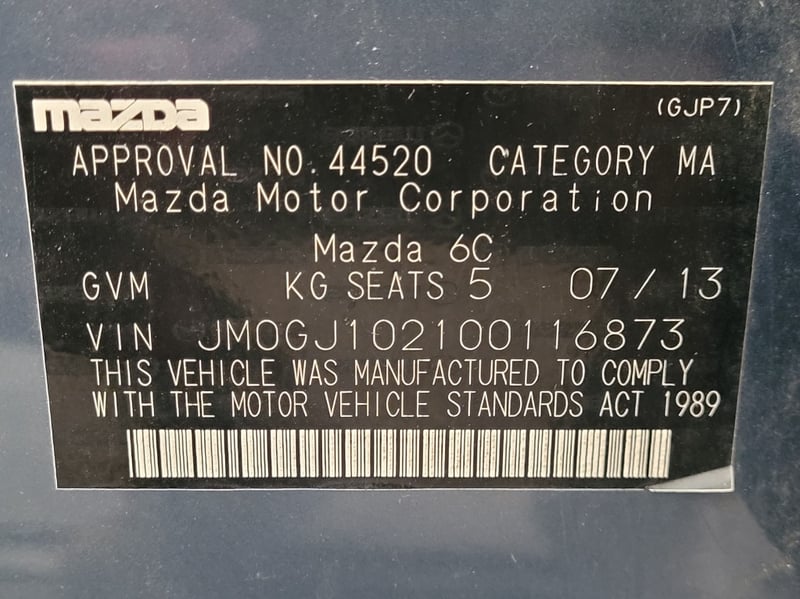 mazda (GJP7)
APPROVAL NO.44520 CATEGORY MA
Mazda Motor Corporation
Mazda 6C
GVM KG SEATS 5 07/13
VIN JM0GJ102100116873
THIS VEHICLE WAS MANUFACTURED TO COMPLY
WITH THE MOTOR VEHICLE STANDARDS ACT 1989